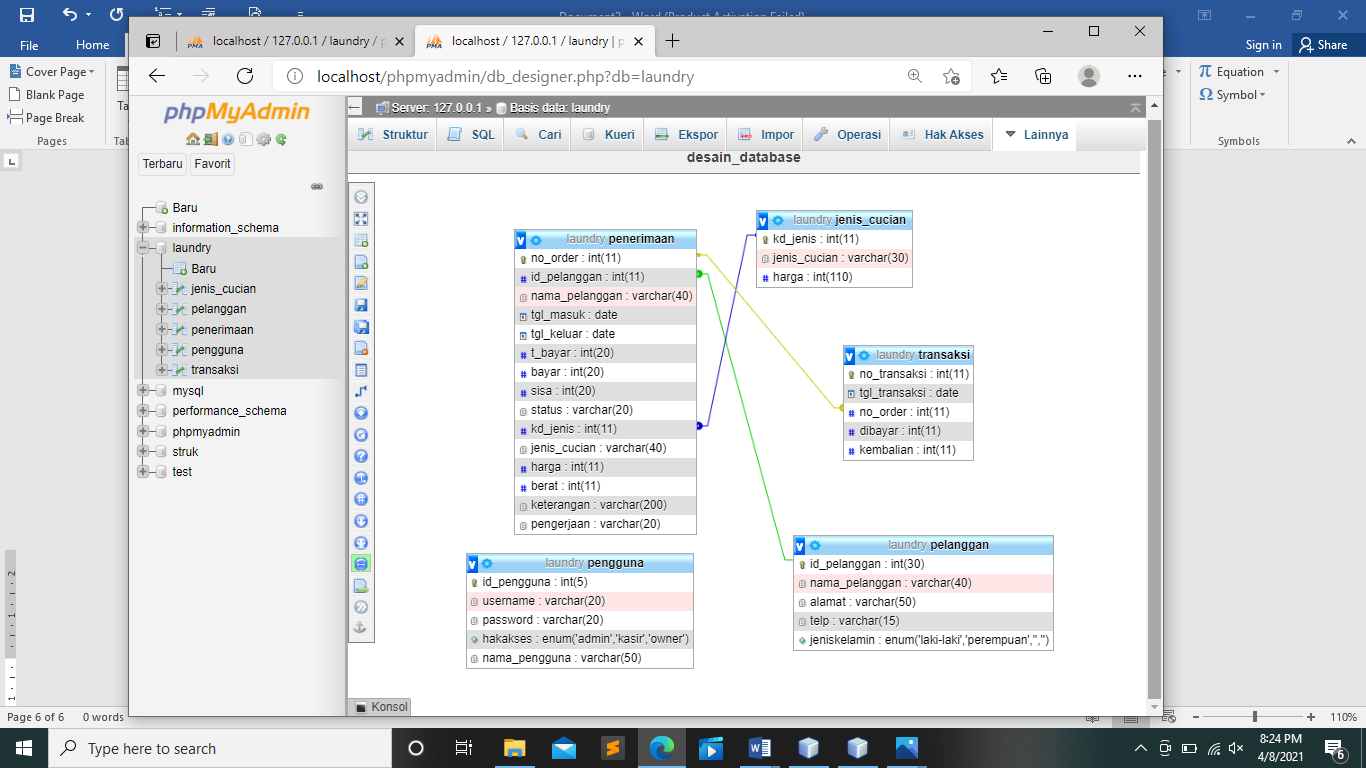 Document2 - Word (Product Activation Failed)
File
Home
Sign in
Share
Cover Page
Blank Page
Page Break
Pages
Ta
Tab
Equation
Symbol
Symbols
localhost / 127.0.0.1 / laundry / p
localhost / 127.0.0.1 / laundry | p
localhost/phpmyadmin/db_designer.php?db=laundry
phpMyAdmin
Terbaru
Favorit
Baru
information_schema
laundry
Baru
jenis_cucian
pelanggan
penerimaan
pengguna
transaksi
mysql
performance_schema
phpmyadmin
struk
test
Server: 127.0.0.1 » Basis data: laundry
Struktur
SQL
Cari
Kueri
Ekspor
Impor
Operasi
Hak Akses
Lainnya
desain_database
v laundry penerimaan
no_order : int(11)
# id_pelanggan : int(11)
nama_pelanggan : varchar(40)
tgl_masuk : date
tgl_keluar : date
# t_bayar : int(20)
# bayar : int(20)
# sisa : int(20)
status : varchar(20)
# kd_jenis : int(11)
jenis_cucian : varchar(40)
# harga : int(11)
# berat : int(11)
keterangan : varchar(200)
pengerjaan : varchar(20)
v laundry jenis_cucian
kd_jenis : int(11)
jenis_cucian : varchar(30)
# harga : int(110)
v laundry transaksi
no_transaksi : int(11)
tgl_transaksi : date
# no_order : int(11)
# dibayar : int(11)
# kembalian : int(11)
v laundry pengguna
id_pengguna : int(5)
username : varchar(20)
password : varchar(20)
hakakses : enum('admin','kasir','owner')
nama_pengguna : varchar(50)
v laundry pelanggan
id_pelanggan : int(30)
nama_pelanggan : varchar(40)
alamat : varchar(50)
telp : varchar(15)
jeniskelamin : enum('laki-laki','perempuan','','')
Konsol
Page 6 of 6
0 words
110%
Type here to search
8:24 PM
4/8/2021
6